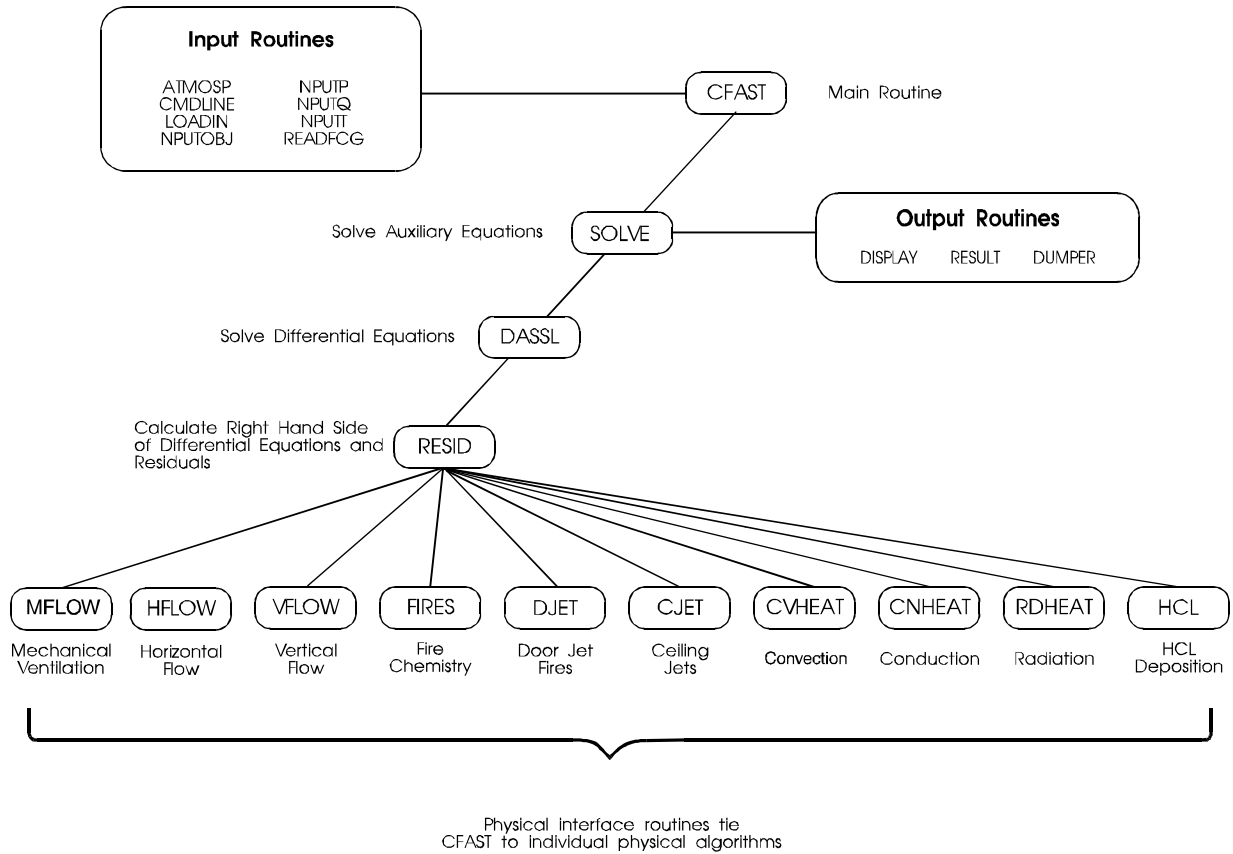 Input Routines
ATMOSP NPUTP
CMDLINE NPUTQ
LOADIN NPUTT
NPUTOBJ READFCG
CFAST
Main Routine
Solve Auxiliary Equations
SOLVE
Output Routines
DISPLAY RESULT DUMPER
Solve Differential Equations
DASSL
Calculate Right Hand Side
of Differential Equations and
Residuals
RESID
MFLOW
HFLOW
VFLOW
FIRES
DJET
CJET
CVHEAT
CNHEAT
RDHEAT
HCL
Mechanical
Ventilation
Horizontal
Flow
Vertical
Flow
Fire
Chemistry
Door Jet
Fires
Ceiling
Jets
Convection
Conduction
Radiation
HCL
Deposition
Physical interface routines tie
CFAST to individual physical algorithms